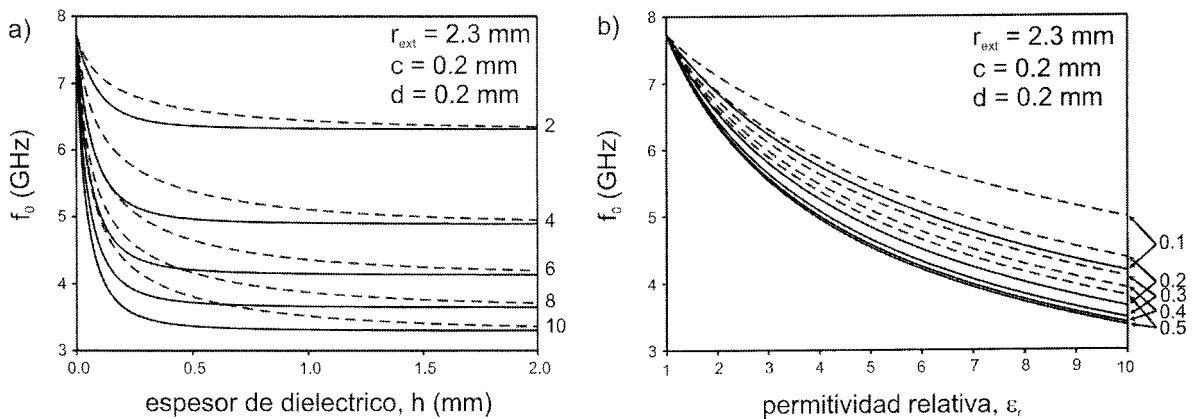 a)
r_ext = 2.3 mm
c = 0.2 mm
d = 0.2 mm
8
7
6
5
4
3
f_0 (GHz)
2
4
6
8
10
0.0 0.5 1.0 1.5 2.0
espesor de dielectrico, h (mm)
b)
r_ext = 2.3 mm
c = 0.2 mm
d = 0.2 mm
8
7
6
5
4
3
f_0 (GHz)
0.1
0.2
0.3
0.4
0.5
1 2 3 4 5 6 7 8 9 10
permitividad relativa, ε_r